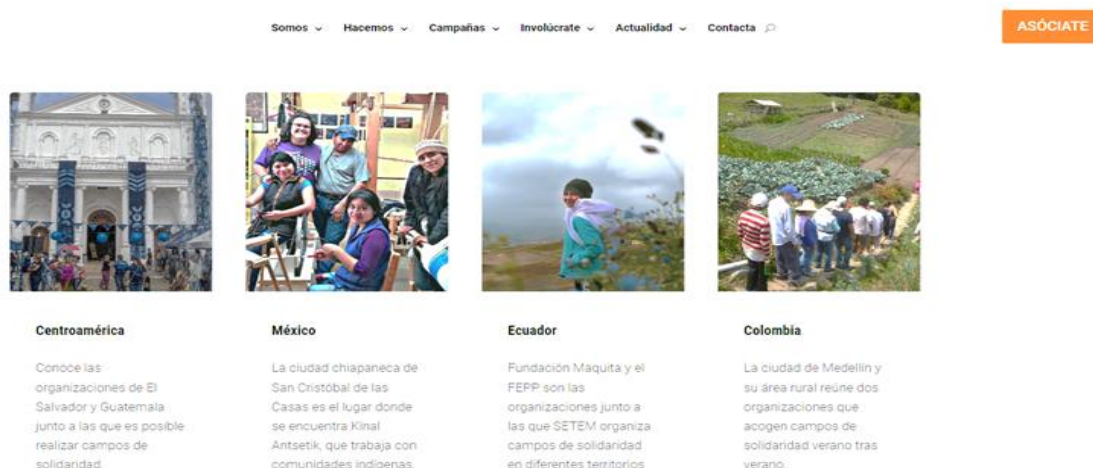 Somos Hacemos Campañas Involúcrate Actualidad Contacta
ASÓCIATE
Centroamérica
Conoce las
organizaciones de El
Salvador y Guatemala
junto a las que es posible
realizar campos de
solidaridad.
México
La ciudad chiapaneca de
San Cristóbal de las
Casas es el lugar donde
se encuentra Kinal
Antsetik, que trabaja con
comunidades indígenas.
Ecuador
Fundación Maquita y el
FEPP son las
organizaciones junto a
las que SETEM organiza
campos de solidaridad
en diferentes territorios
Colombia
La ciudad de Medellín y
su área rural reúne dos
organizaciones que
acogen campos de
solidaridad verano tras
verano.